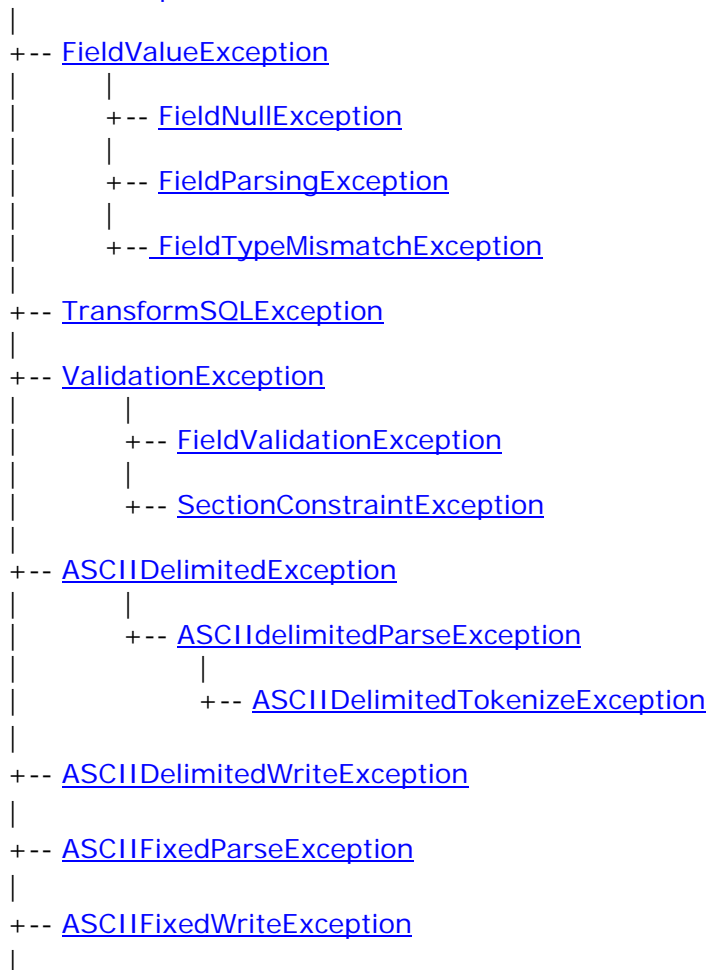 |
+-- FieldValueException
| |
| +-- FieldNullException
| |
| +-- FieldParsingException
| |
| +-- FieldTypeMismatchException
|
+-- TransformSQLException
|
+-- ValidationException
| |
| +-- FieldValidationException
| |
| +-- SectionConstraintException
|
+-- ASCIIDelimitedException
| |
| +-- ASCIIdelimitedParseException
| |
| +-- ASCIIDelimitedTokenizeException
|
+-- ASCIIDelimitedWriteException
|
+-- ASCIIFixedParseException
|
+-- ASCIIFixedWriteException
|